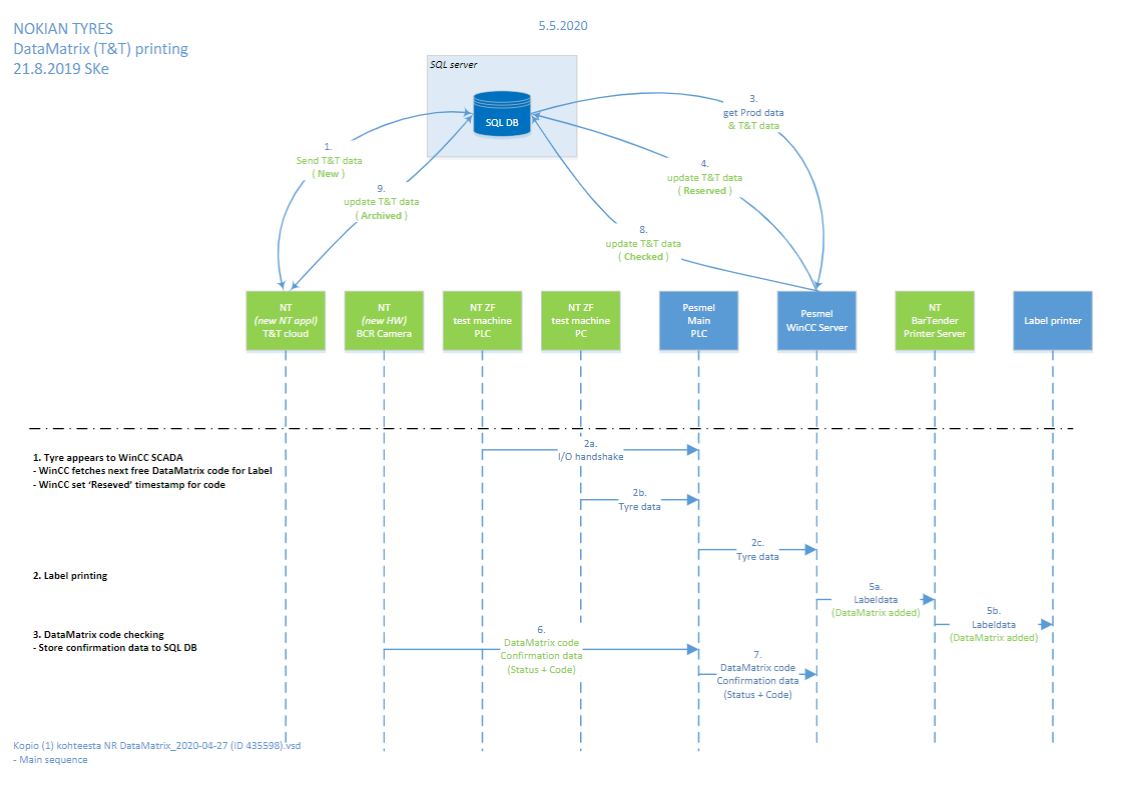 NOKIAN TYRES
DataMatrix (T&T) printing
21.8.2019 SKe
5.5.2020
SQL server
SQL DB
3.
get Prod data
& T&T data
1.
Send T&T data
( New )
4.
update T&T data
( Reserved )
9.
update T&T data
( Archived )
8.
update T&T data
( Checked )
NT
(new NT appl)
T&T cloud
NT
(new HW)
BCR Camera
NT ZF
test machine
PLC
NT ZF
test machine
PC
Pesmel
Main
PLC
Pesmel
WinCC Server
NT
BarTender
Printer Server
Label printer
1. Tyre appears to WinCC SCADA
- WinCC fetches next free DataMatrix code for Label
- WinCC set ‘Reseved’ timestamp for code
2a.
I/O handshake
2b.
Tyre data
2c.
Tyre data
2. Label printing
5a.
Labeldata
(DataMatrix added)
5b.
Labeldata
(DataMatrix added)
3. DataMatrix code checking
- Store confirmation data to SQL DB
6.
DataMatrix code
Confirmation data
(Status + Code)
7.
DataMatrix code
Confirmation data
(Status + Code)
Kopio (1) kohteesta NR DataMatrix_2020-04-27 (ID 435598).vsd
- Main sequence